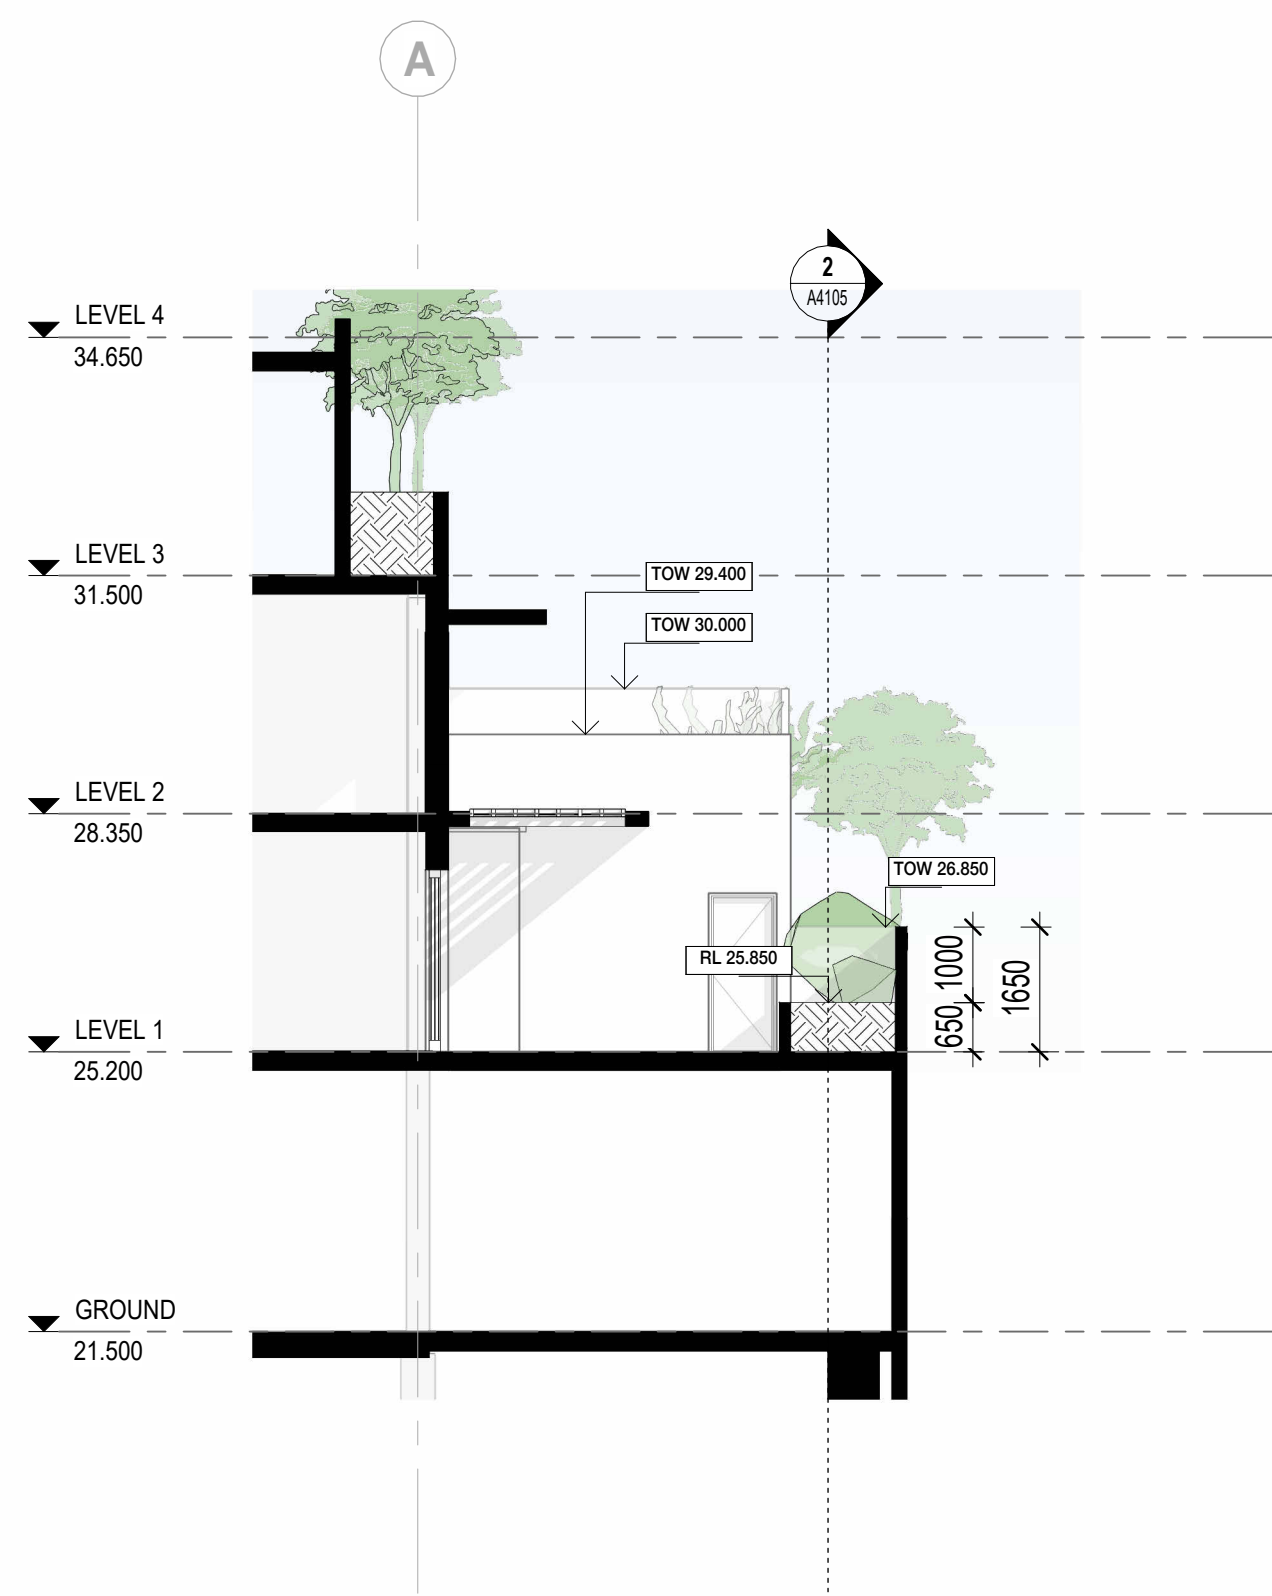 A
2
A4105
LEVEL 4
34.650
LEVEL 3
31.500
TOW 29.400
TOW 30.000
LEVEL 2
28.350
TOW 26.850
RL 25.850
650, 1000
1650
LEVEL 1
25.200
GROUND
21.500